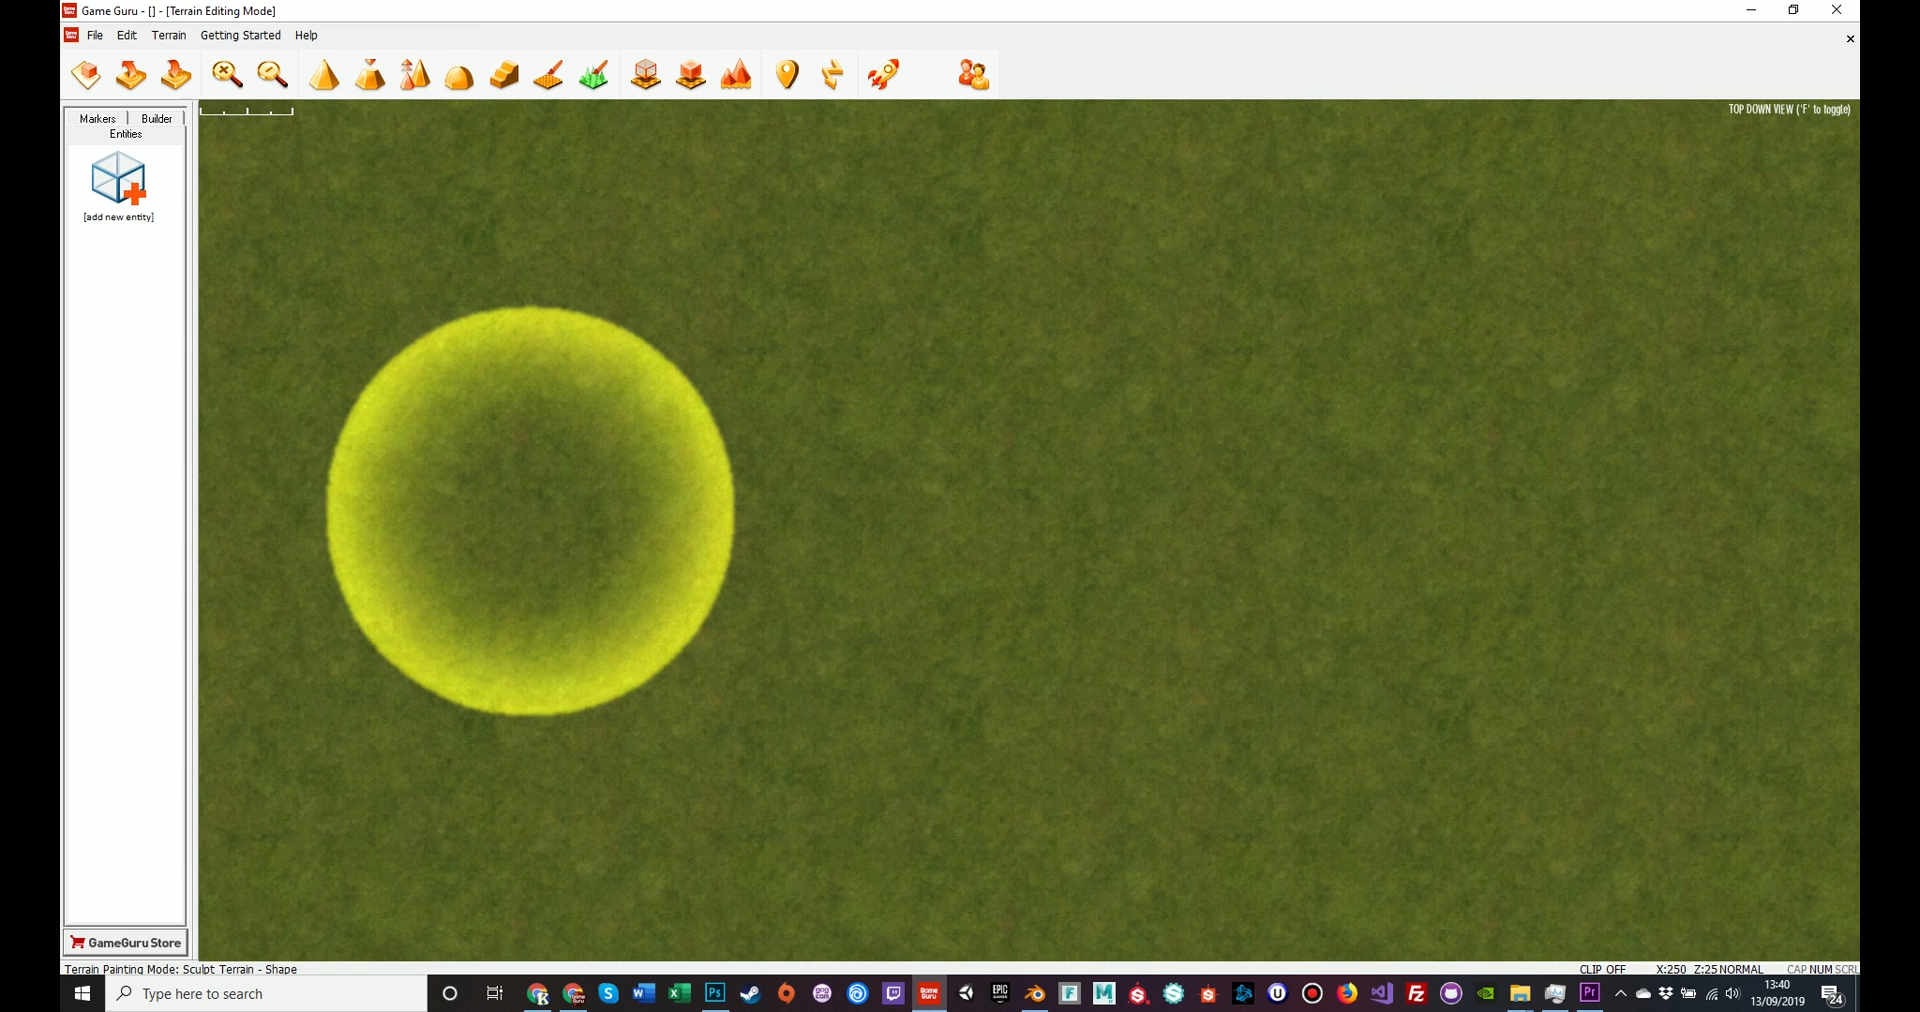 Game Guru - [] - [Terrain Editing Mode]
File Edit Terrain Getting Started Help
TOP DOWN VIEW ('F' to toggle)
Markers Builder
Entities
[add new entity]
GameGuru Store
Terrain Painting Mode: Sculpt Terrain - Shape
CLIP OFF X:250 Z:25 NORMAL CAP NUM SCRL
Type here to search
13:40
13/09/2019
24